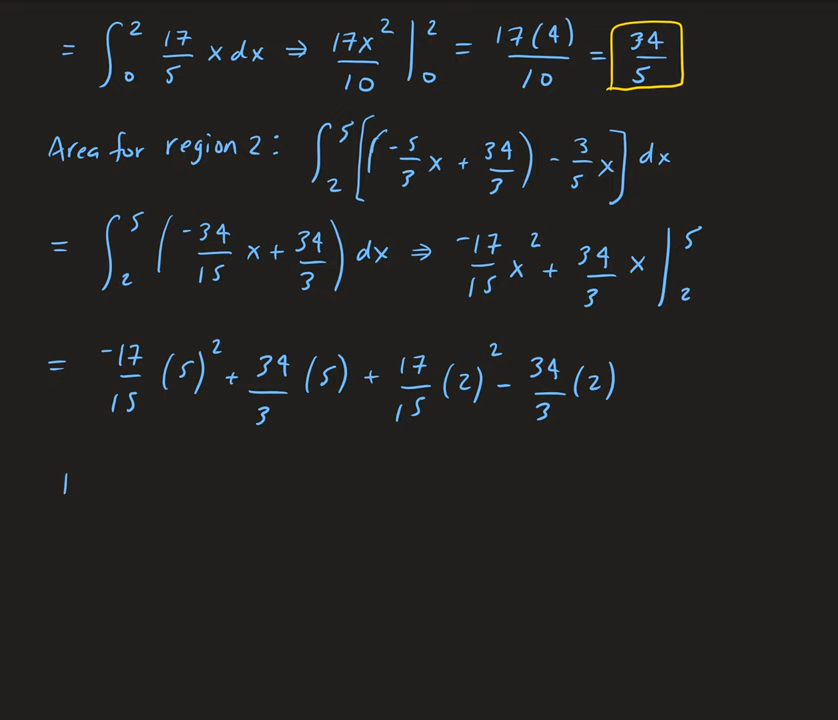 = ∫₀² 17/5 x dx ⇒ 17x²/10 |₀² = 17(4)/10 = 34/5
Area for region 2: ∫₂⁵ [(-5/3 x + 34/3) - 3/5 x] dx
= ∫₂⁵ (-34/15 x + 34/3) dx ⇒ -17/15 x² + 34/3 x |₂⁵
= -17/15 (5)² + 34/3 (5) + 17/15 (2)² - 34/3 (2)